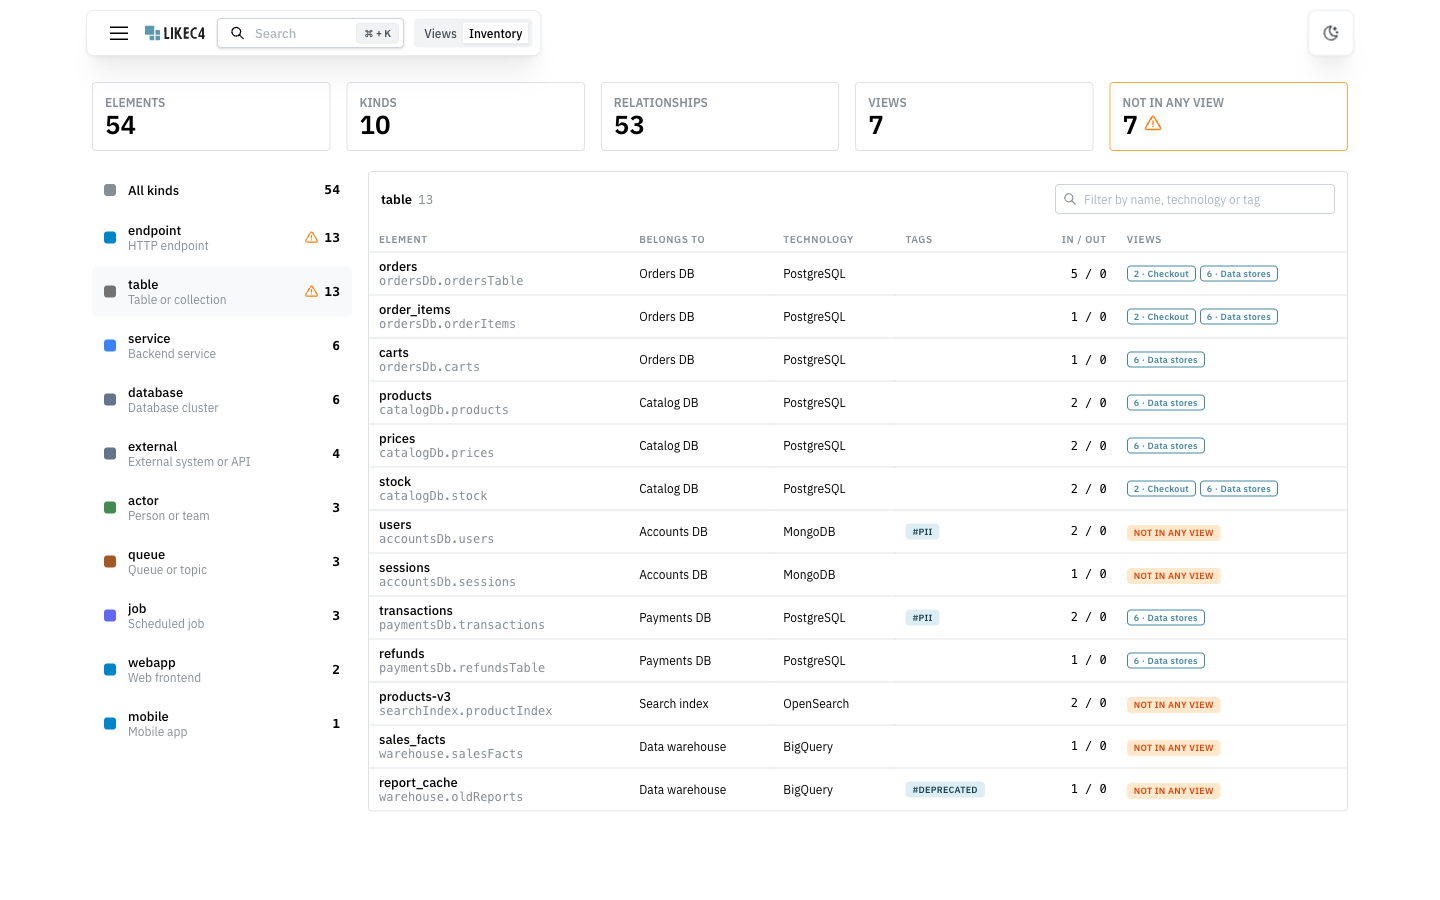 LIKEC4
Search
⌘ + K
Views
Inventory
ELEMENTS
54
KINDS
10
RELATIONSHIPS
53
VIEWS
7
NOT IN ANY VIEW
7
All kinds 54
endpoint
HTTP endpoint
13
table
Table or collection
13
service
Backend service
6
database
Database cluster
6
external
External system or API
4
actor
Person or team
3
queue
Queue or topic
3
job
Scheduled job
3
webapp
Web frontend
2
mobile
Mobile app
1
table 13
Filter by name, technology or tag
ELEMENT BELONGS TO TECHNOLOGY TAGS IN / OUT VIEWS
orders
ordersDb.ordersTable
Orders DB PostgreSQL 5 / 0 2 · Checkout 6 · Data stores
order_items
ordersDb.orderItems
Orders DB PostgreSQL 1 / 0 2 · Checkout 6 · Data stores
carts
ordersDb.carts
Orders DB PostgreSQL 1 / 0 6 · Data stores
products
catalogDb.products
Catalog DB PostgreSQL 2 / 0 6 · Data stores
prices
catalogDb.prices
Catalog DB PostgreSQL 2 / 0 6 · Data stores
stock
catalogDb.stock
Catalog DB PostgreSQL 2 / 0 2 · Checkout 6 · Data stores
users
accountsDb.users
Accounts DB MongoDB #PII 2 / 0 NOT IN ANY VIEW
sessions
accountsDb.sessions
Accounts DB MongoDB 1 / 0 NOT IN ANY VIEW
transactions
paymentsDb.transactions
Payments DB PostgreSQL #PII 2 / 0 6 · Data stores
refunds
paymentsDb.refundsTable
Payments DB PostgreSQL 1 / 0 6 · Data stores
products-v3
searchIndex.productIndex
Search index OpenSearch 2 / 0 NOT IN ANY VIEW
sales_facts
warehouse.salesFacts
Data warehouse BigQuery 1 / 0 NOT IN ANY VIEW
report_cache
warehouse.oldReports
Data warehouse BigQuery #DEPRECATED 1 / 0 NOT IN ANY VIEW